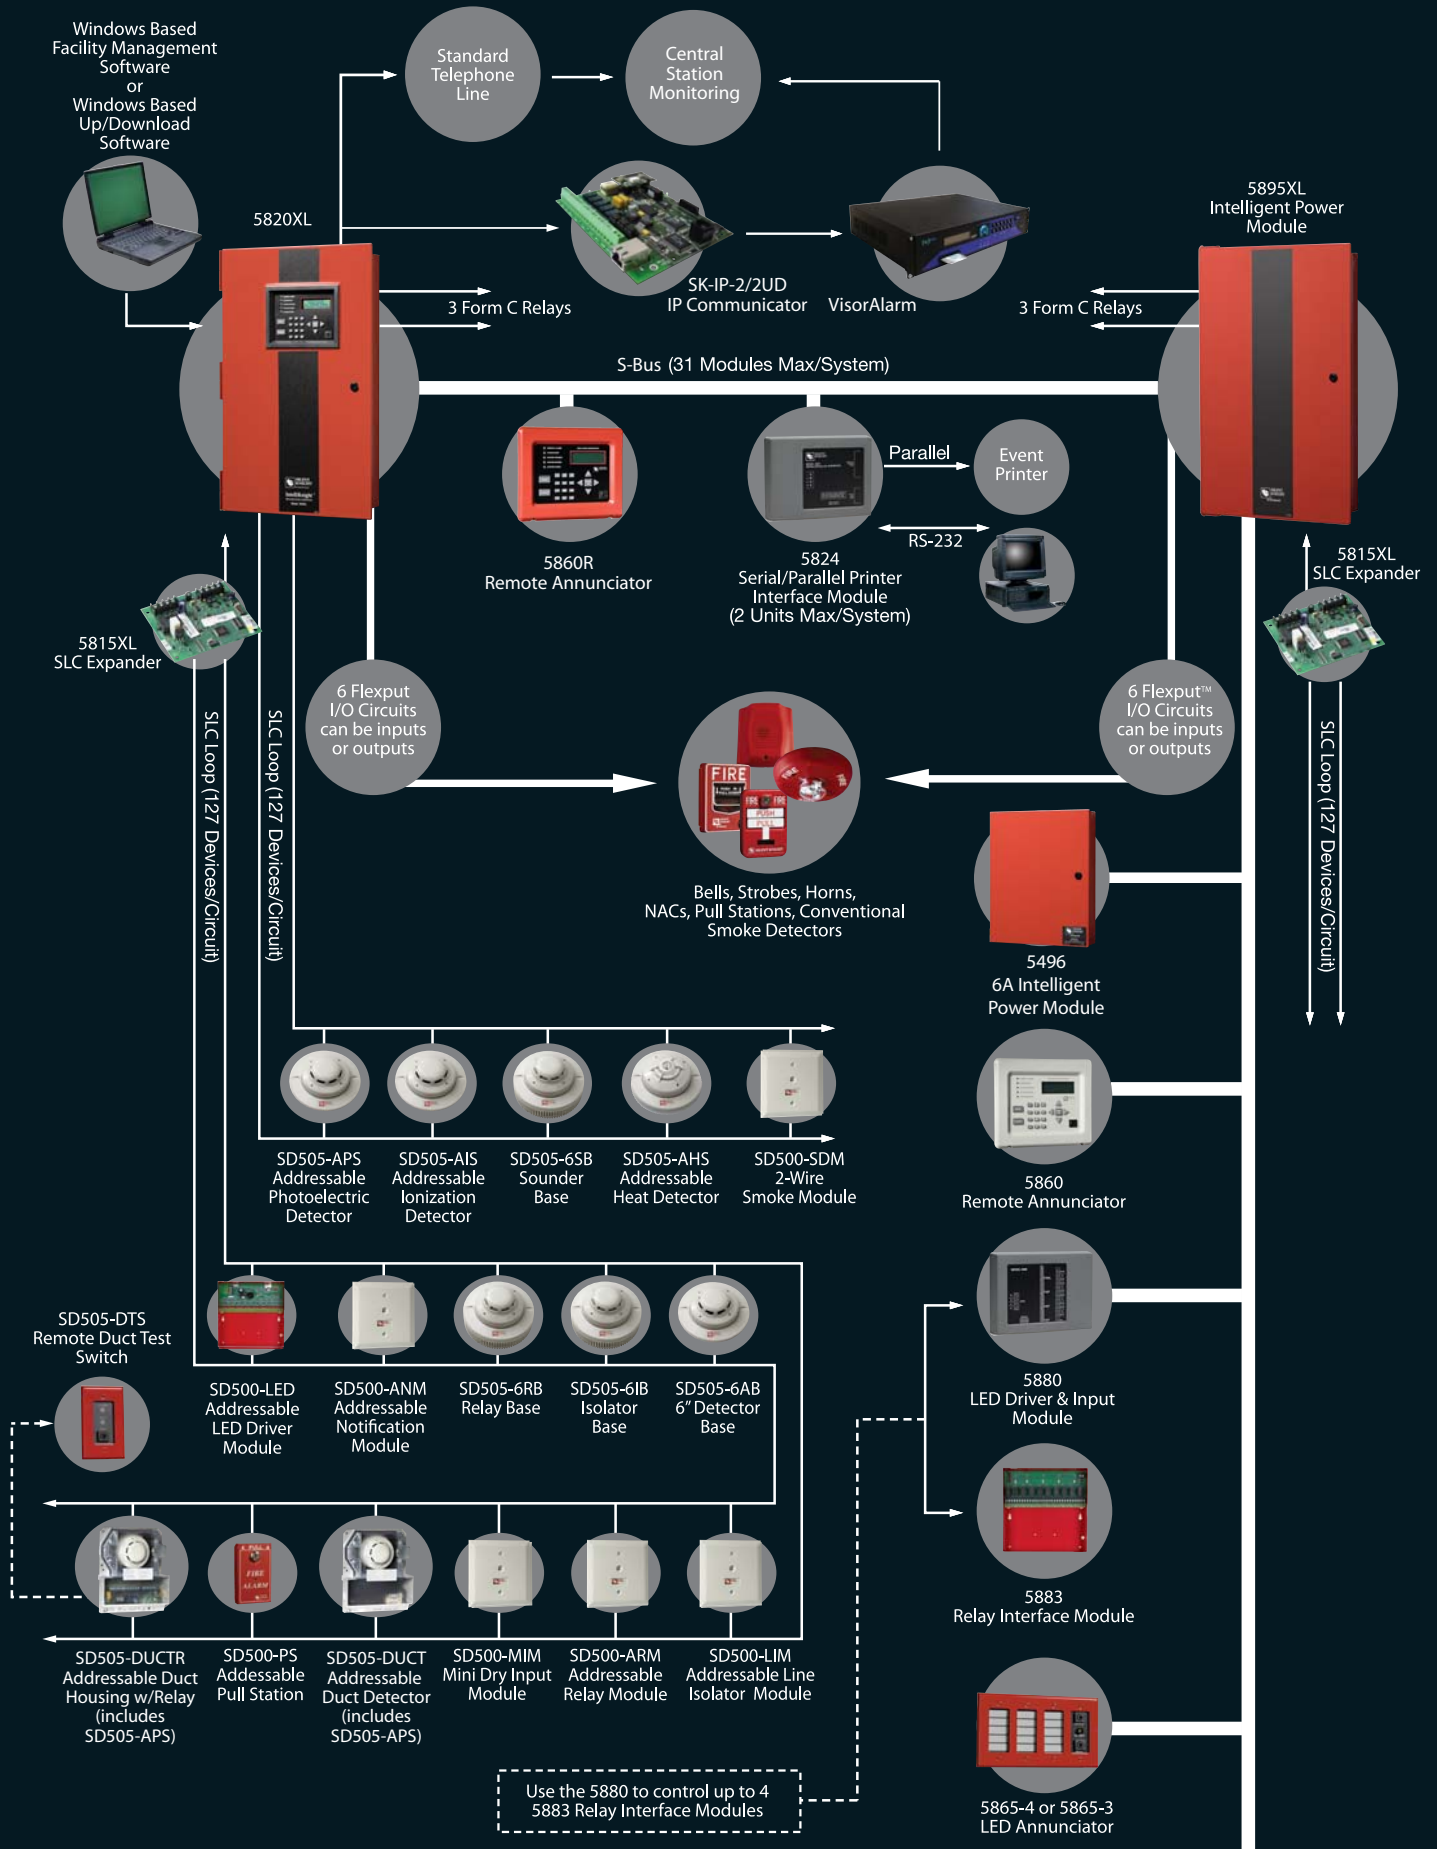 Windows Based
Facility Management
Software
or
Windows Based
Up/Download
Software
Standard
Telephone
Line
Central
Station
Monitoring
5820XL
SK-IP-2/2UD
IP Communicator
VisorAlarm
5895XL
Intelligent Power
Module
3 Form C Relays
3 Form C Relays
S-Bus (31 Modules Max/System)
5860R
Remote Annunciator
5824
Serial/Parallel Printer
Interface Module
(2 Units Max/System)
Parallel
Event
Printer
RS-232
5815XL
SLC Expander
5815XL
SLC Expander
SLC Loop (127 Devices/Circuit)
SLC Loop (127 Devices/Circuit)
6 Flexput
I/O Circuits
can be inputs
or outputs
6 Flexput™
I/O Circuits
can be inputs
or outputs
SLC Loop (127 Devices/Circuit)
FIRE
FIRE
FIRE
FIRE
PUSH
PULL
Bells, Strobes, Horns,
NACs, Pull Stations, Conventional
Smoke Detectors
5496
6A Intelligent
Power Module
SD505-APS
Addressable
Photoelectric
Detector
SD505-AIS
Addressable
Ionization
Detector
SD505-6SB
Sounder
Base
SD505-AHS
Addressable
Heat Detector
SD500-SDM
2-Wire
Smoke Module
5860
Remote Annunciator
SD505-DTS
Remote Duct Test
Switch
SD500-LED
Addressable
LED Driver
Module
SD500-ANM
Addressable
Notification
Module
SD505-6RB
Relay Base
SD505-6IB
Isolator
Base
SD505-6AB
6” Detector
Base
5880
LED Driver & Input
Module
FIRE
ALARM
5883
Relay Interface Module
SD505-DUCTR
Addressable Duct
Housing w/Relay
(includes
SD505-APS)
SD500-PS
Addessable
Pull Station
SD505-DUCT
Addressable
Duct Detector
(includes
SD505-APS)
SD500-MIM
Mini Dry Input
Module
SD500-ARM
Addressable
Relay Module
SD500-LIM
Addressable Line
Isolator Module
Use the 5880 to control up to 4
5883 Relay Interface Modules
5865-4 or 5865-3
LED Annunciator